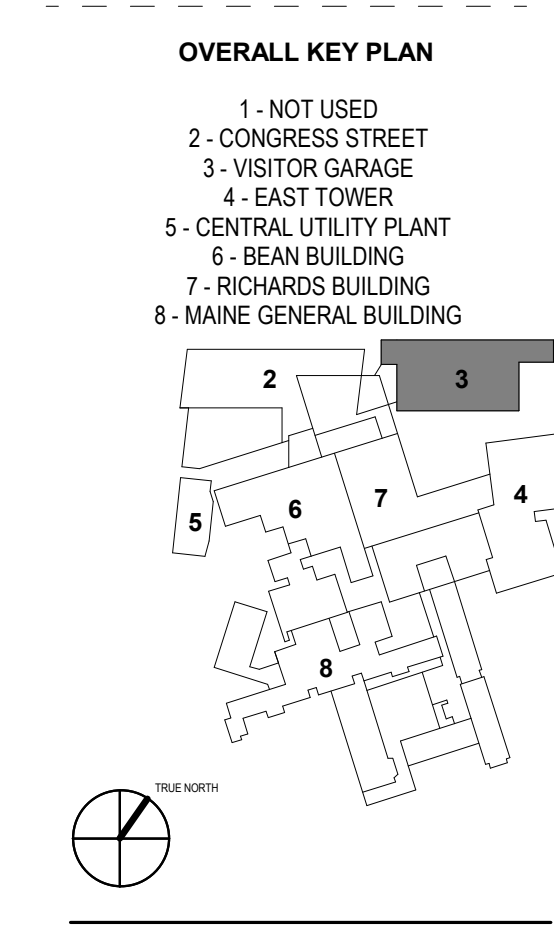 OVERALL KEY PLAN
1 - NOT USED
2 - CONGRESS STREET
3 - VISITOR GARAGE
4 - EAST TOWER
5 - CENTRAL UTILITY PLANT
6 - BEAN BUILDING
7 - RICHARDS BUILDING
8 - MAINE GENERAL BUILDING
2
3
7
4
6
5
8
TRUE NORTH